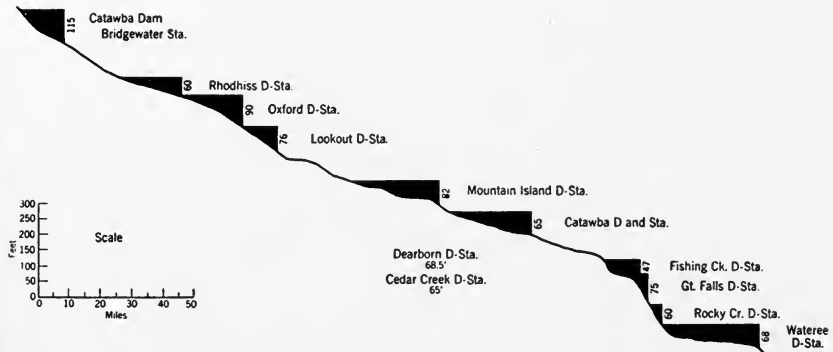 115
Catawba Dam
Bridgewater Sta.
60
Rhodhiss D-Sta.
90
Oxford D-Sta.
76
Lookout D-Sta.
82
Mountain Island D-Sta.
65
Catawba D and Sta.
Dearborn D-Sta.
68.5'
Cedar Creek D-Sta.
65'
47
Fishing Ck. D-Sta.
75
Gt. Falls D-Sta.
60
Rocky Cr. D-Sta.
68
Wateree
D-Sta.
300
250
200
150
100
50
0
Feet
Scale
0 10 20 30 40 50
Miles